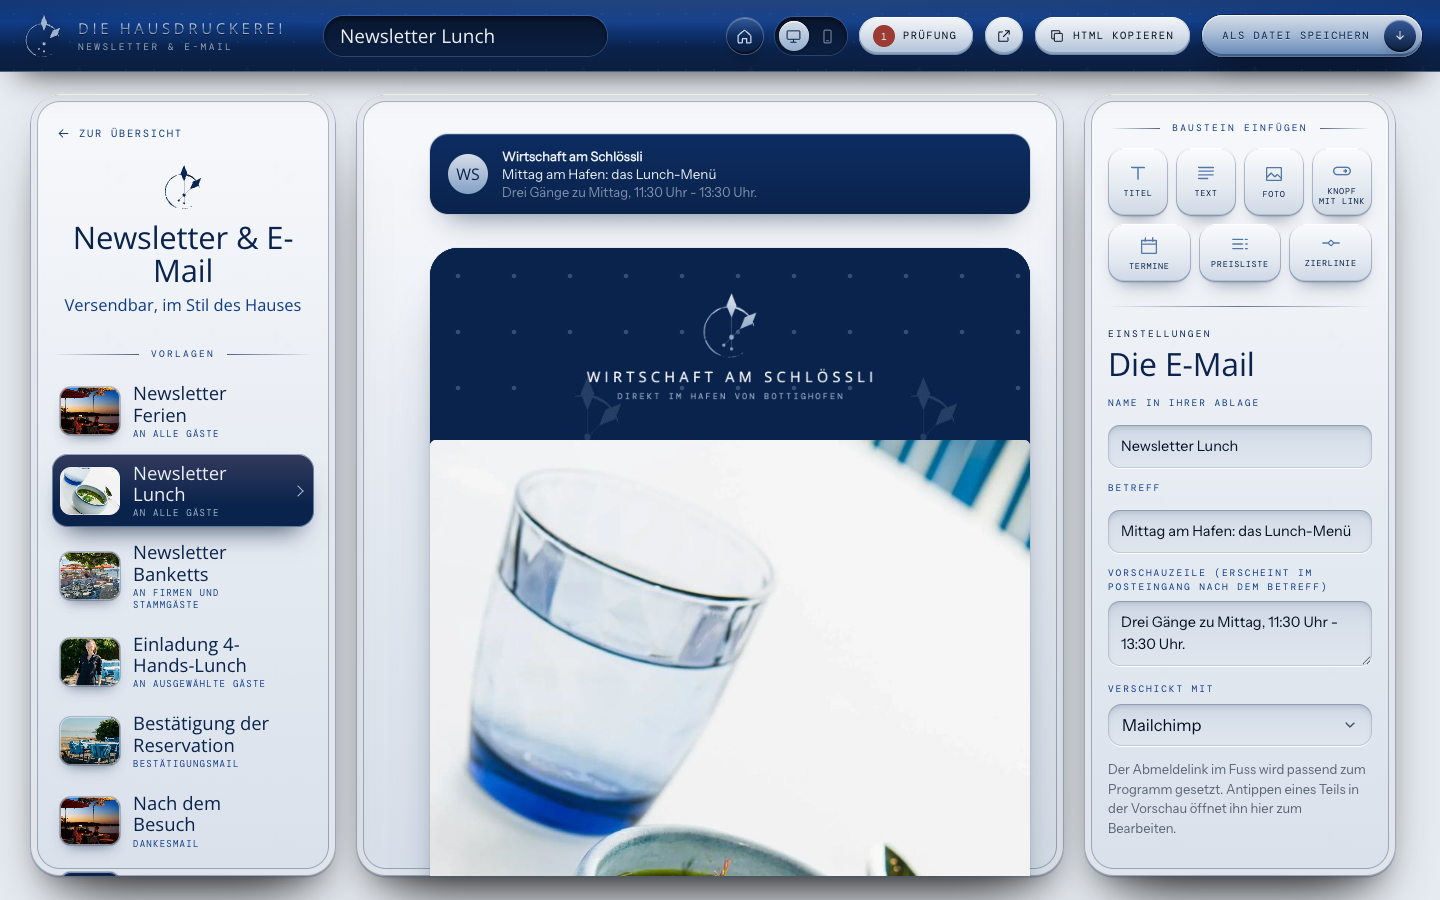 DIE HAUSDRUCKEREI
NEWSLETTER & E-MAIL
Newsletter Lunch
1 PRÜFUNG
HTML KOPIEREN
ALS DATEI SPEICHERN
← ZUR ÜBERSICHT
Newsletter & E-
Mail
Versendbar, im Stil des Hauses
VORLAGEN
Newsletter
Ferien
AN ALLE GÄSTE
Newsletter
Lunch
AN ALLE GÄSTE
Newsletter
Banketts
AN FIRMEN UND
STAMMGÄSTE
Einladung 4-
Hands-Lunch
AN AUSGEWÄHLTE GÄSTE
Bestätigung der
Reservation
BESTÄTIGUNGSMAIL
Nach dem
Besuch
DANKESMAIL
WS
Wirtschaft am Schlössli
Mittag am Hafen: das Lunch-Menü
Drei Gänge zu Mittag, 11:30 Uhr - 13:30 Uhr.
WIRTSCHAFT AM SCHLÖSSLI
DIREKT IM HAFEN VON BOTTIGHOFEN
BAUSTEIN EINFÜGEN
TITEL
TEXT
FOTO
KNOPF
MIT LINK
TERMINE
PREISLISTE
ZIERLINIE
EINSTELLUNGEN
Die E-Mail
NAME IN IHRER ABLAGE
Newsletter Lunch
BETREFF
Mittag am Hafen: das Lunch-Menü
VORSCHAUZEILE (ERSCHEINT IM
POSTEINGANG NACH DEM BETREFF)
Drei Gänge zu Mittag, 11:30 Uhr -
13:30 Uhr.
VERSCHICKT MIT
Mailchimp
Der Abmeldelink im Fuss wird passend zum
Programm gesetzt. Antippen eines Teils in
der Vorschau öffnet ihn hier zum
Bearbeiten.